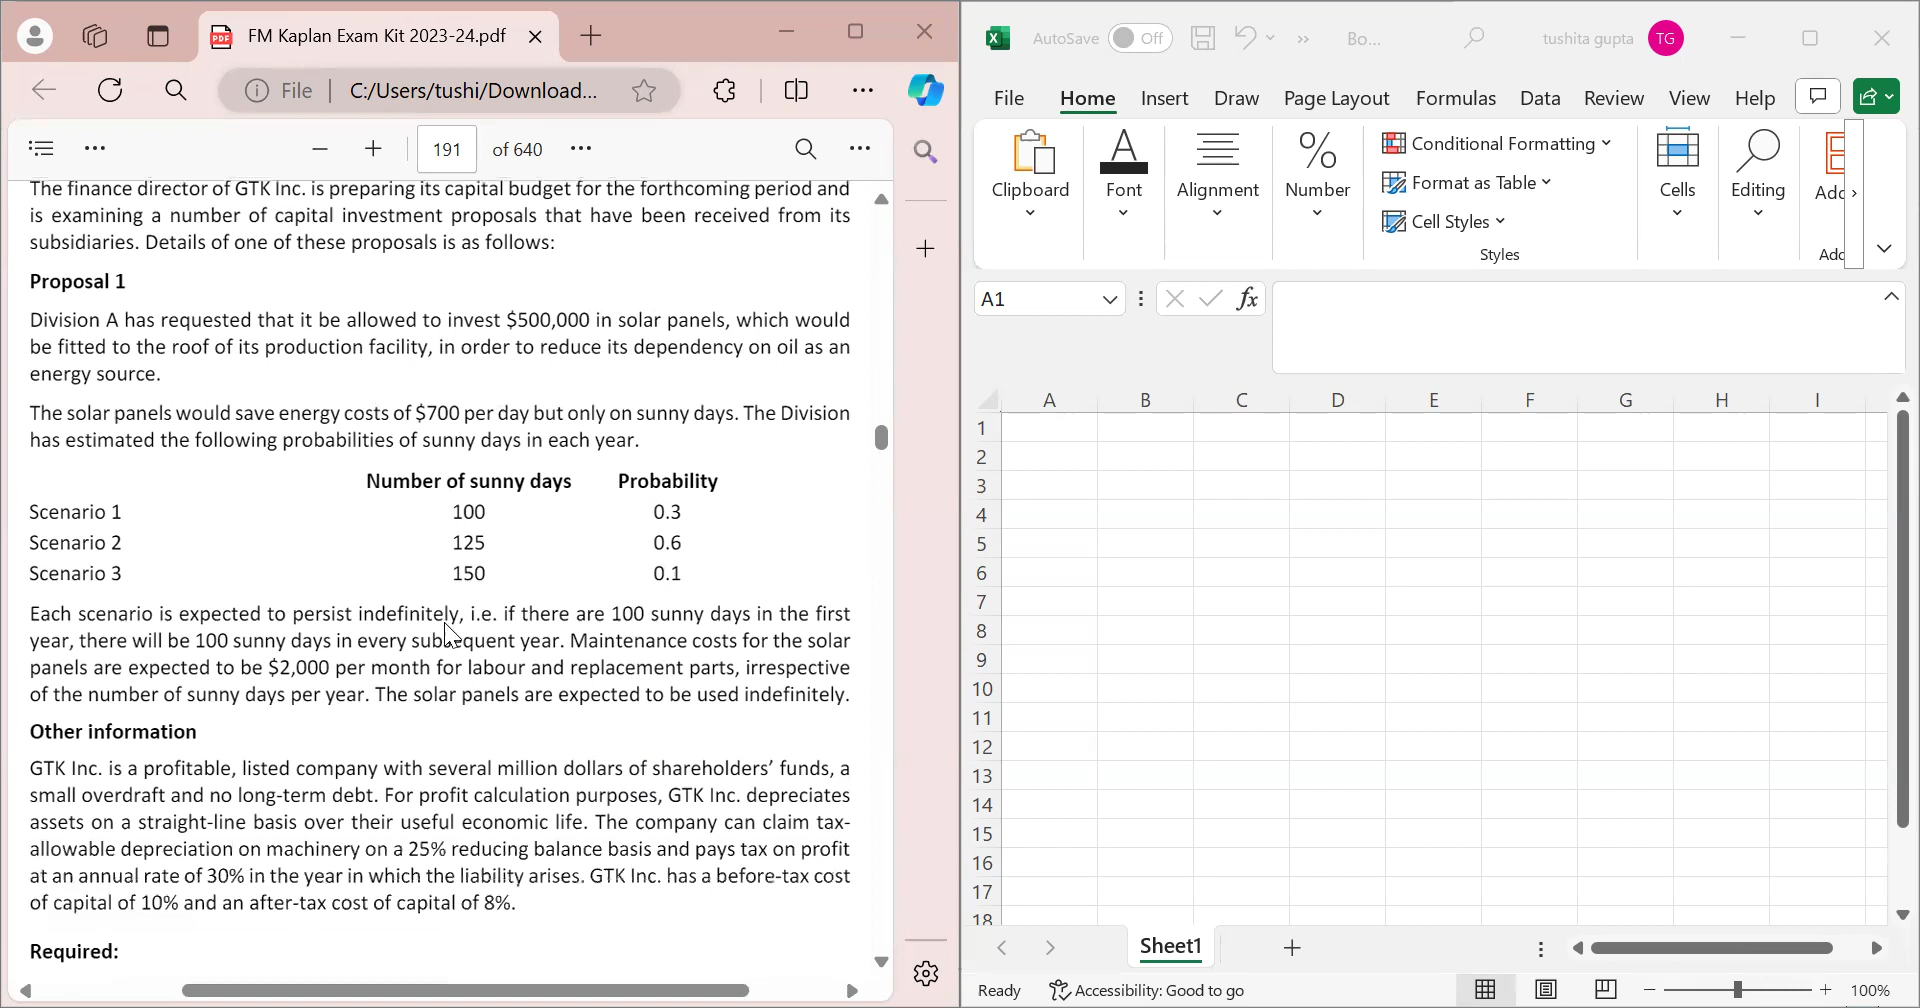 FM Kaplan Exam Kit 2023-24.pdf
File
C:/Users/tushi/Download...
191
of 640
The finance director of GTK Inc. is preparing its capital budget for the forthcoming period and
is examining a number of capital investment proposals that have been received from its
subsidiaries. Details of one of these proposals is as follows:
Proposal 1
Division A has requested that it be allowed to invest $500,000 in solar panels, which would
be fitted to the roof of its production facility, in order to reduce its dependency on oil as an
energy source.
The solar panels would save energy costs of $700 per day but only on sunny days. The Division
has estimated the following probabilities of sunny days in each year.
Number of sunny days Probability
Scenario 1 100 0.3
Scenario 2 125 0.6
Scenario 3 150 0.1
Each scenario is expected to persist indefinitely, i.e. if there are 100 sunny days in the first
year, there will be 100 sunny days in every subsequent year. Maintenance costs for the solar
panels are expected to be $2,000 per month for labour and replacement parts, irrespective
of the number of sunny days per year. The solar panels are expected to be used indefinitely.
Other information
GTK Inc. is a profitable, listed company with several million dollars of shareholders' funds, a
small overdraft and no long-term debt. For profit calculation purposes, GTK Inc. depreciates
assets on a straight-line basis over their useful economic life. The company can claim tax-
allowable depreciation on machinery on a 25% reducing balance basis and pays tax on profit
at an annual rate of 30% in the year in which the liability arises. GTK Inc. has a before-tax cost
of capital of 10% and an after-tax cost of capital of 8%.
Required:
AutoSave Off Bo... tushita gupta TG
File Home Insert Draw Page Layout Formulas Data Review View Help
Clipboard Font Alignment Number
Conditional Formatting
Format as Table
Cell Styles
Styles
Cells Editing Add
Add
A1 fx
A B C D E F G H I
1
2
3
4
5
6
7
8
9
10
11
12
13
14
15
16
17
18
Sheet1
Ready Accessibility: Good to go 100%